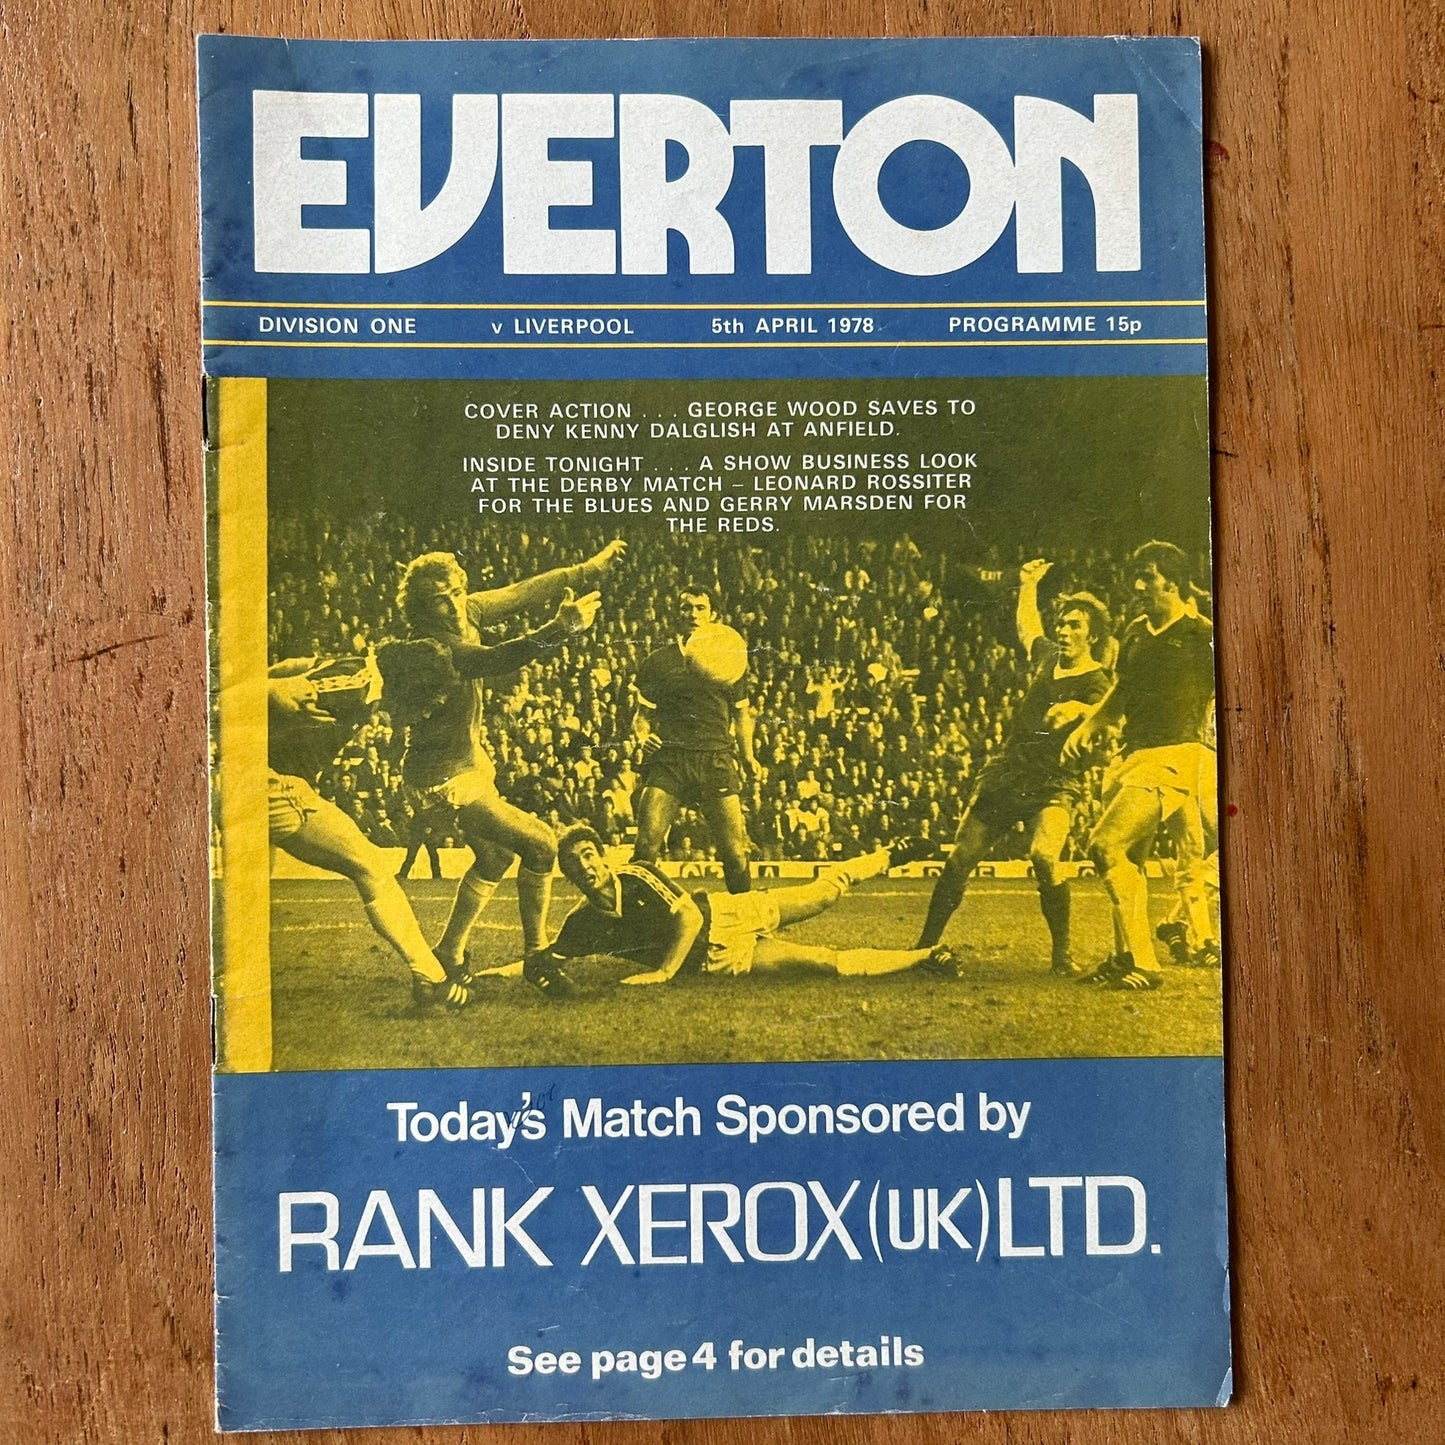 EVERTON
DIVISION ONE v LIVERPOOL 5th APRIL 1978 PROGRAMME 15p
COVER ACTION . . . GEORGE WOOD SAVES TO
DENY KENNY DALGLISH AT ANFIELD.
INSIDE TONIGHT . . . A SHOW BUSINESS LOOK
AT THE DERBY MATCH – LEONARD ROSSITER
FOR THE BLUES AND GERRY MARSDEN FOR
THE REDS.
EXIT
Today's Match Sponsored by
RANK XEROX (UK) LTD.
See page 4 for details